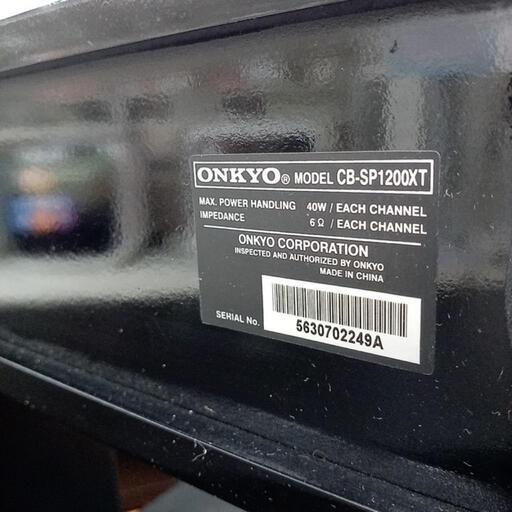 ONKYO® MODEL CB-SP1200XT
MAX. POWER HANDLING 40W / EACH CHANNEL
IMPEDANCE 6Ω / EACH CHANNEL
ONKYO CORPORATION
INSPECTED AND AUTHORIZED BY ONKYO
MADE IN CHINA
SERIAL No.
5630702249A